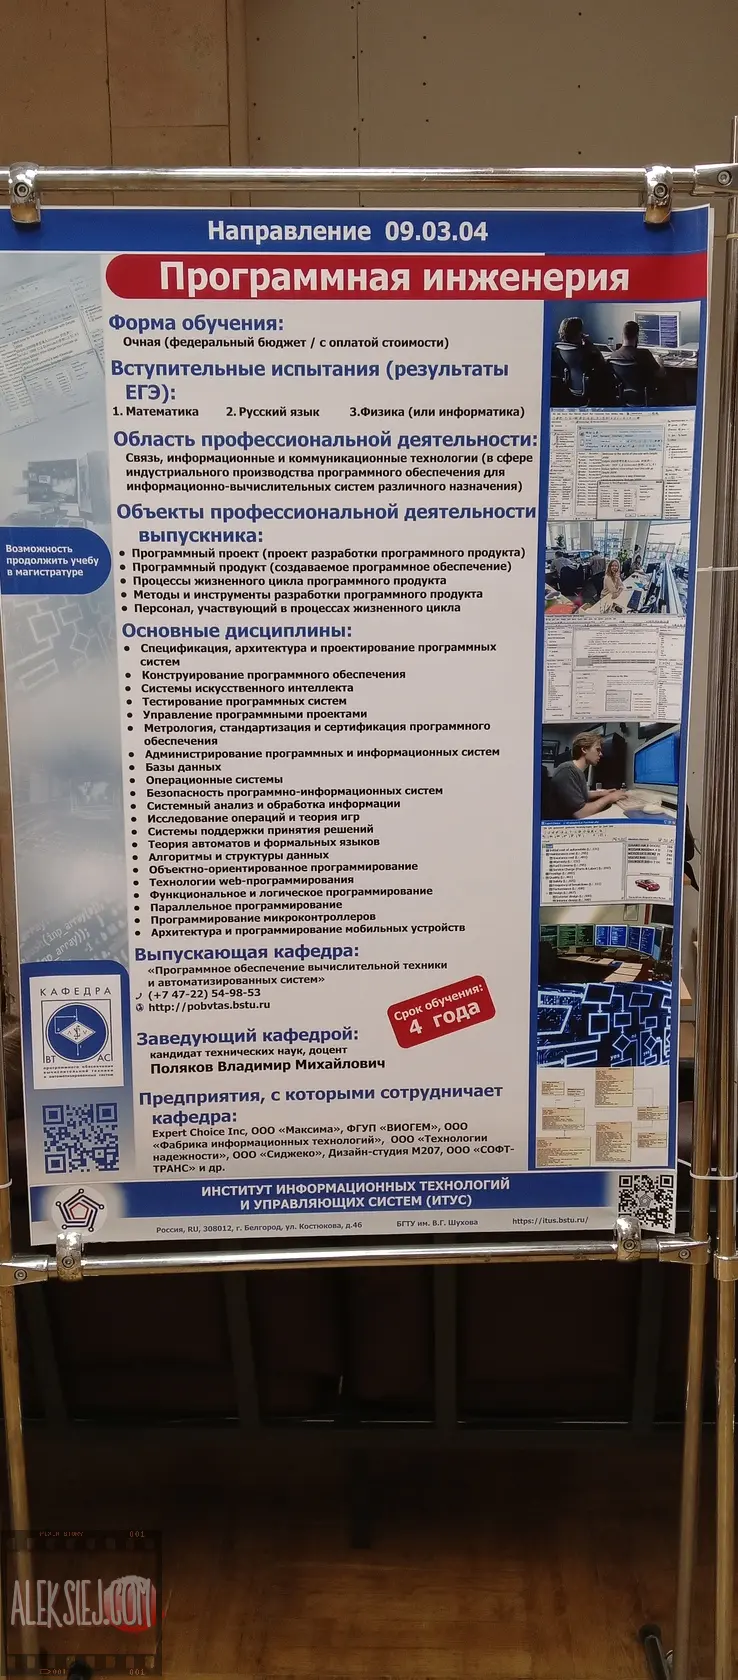 Направление 09.03.04
Программная инженерия
Форма обучения:
Очная (федеральный бюджет / с оплатой стоимости)
Вступительные испытания (результаты
ЕГЭ):
1. Математика 2. Русский язык 3.Физика (или информатика)
Область профессиональной деятельности:
Связь, информационные и коммуникационные технологии (в сфере
индустриального производства программного обеспечения для
информационно-вычислительных систем различного назначения)
Объекты профессиональной деятельности
выпускника:
• Программный проект (проект разработки программного продукта)
• Программный продукт (создаваемое программное обеспечение)
• Процессы жизненного цикла программного продукта
• Методы и инструменты разработки программного продукта
• Персонал, участвующий в процессах жизненного цикла
Возможность
продолжить учебу
в магистратуре
Основные дисциплины:
• Спецификация, архитектура и проектирование программных
систем
• Конструирование программного обеспечения
• Системы искусственного интеллекта
• Тестирование программных систем
• Управление программными проектами
• Метрология, стандартизация и сертификация программного
обеспечения
• Администрирование программных и информационных систем
• Базы данных
• Операционные системы
• Безопасность программно-информационных систем
• Системный анализ и обработка информации
• Исследование операций и теория игр
• Системы поддержки принятия решений
• Теория автоматов и формальных языков
• Алгоритмы и структуры данных
• Объектно-ориентированное программирование
• Технологии web-программирования
• Функциональное и логическое программирование
• Параллельное программирование
• Программирование микроконтроллеров
• Архитектура и программирование мобильных устройств
Выпускающая кафедра:
«Программное обеспечение вычислительной техники
и автоматизированных систем»
(+7 47-22) 54-98-53
http://pobvtas.bstu.ru
Срок обучения:
4 года
Заведующий кафедрой:
кандидат технических наук, доцент
Поляков Владимир Михайлович
КАФЕДРА
ВТ АС
программного обеспечения
вычислительной техники
и автоматизированных систем
Предприятия, с которыми сотрудничает
кафедра:
Expert Choice Inc, ООО «Максима», ФГУП «ВИОГЕМ», ООО
«Фабрика информационных технологий», ООО «Технологии
надежности», ООО «Сиджеко», Дизайн-студия М207, ООО «СОФТ-
ТРАНС» и др.
ИНСТИТУТ ИНФОРМАЦИОННЫХ ТЕХНОЛОГИЙ
И УПРАВЛЯЮЩИХ СИСТЕМ (ИТУС)
Россия, RU, 308012, г. Белгород, ул. Костюкова, д.46 БГТУ им. В.Г. Шухова https://itus.bstu.ru/
001
ALEKSIEJ.COM
001